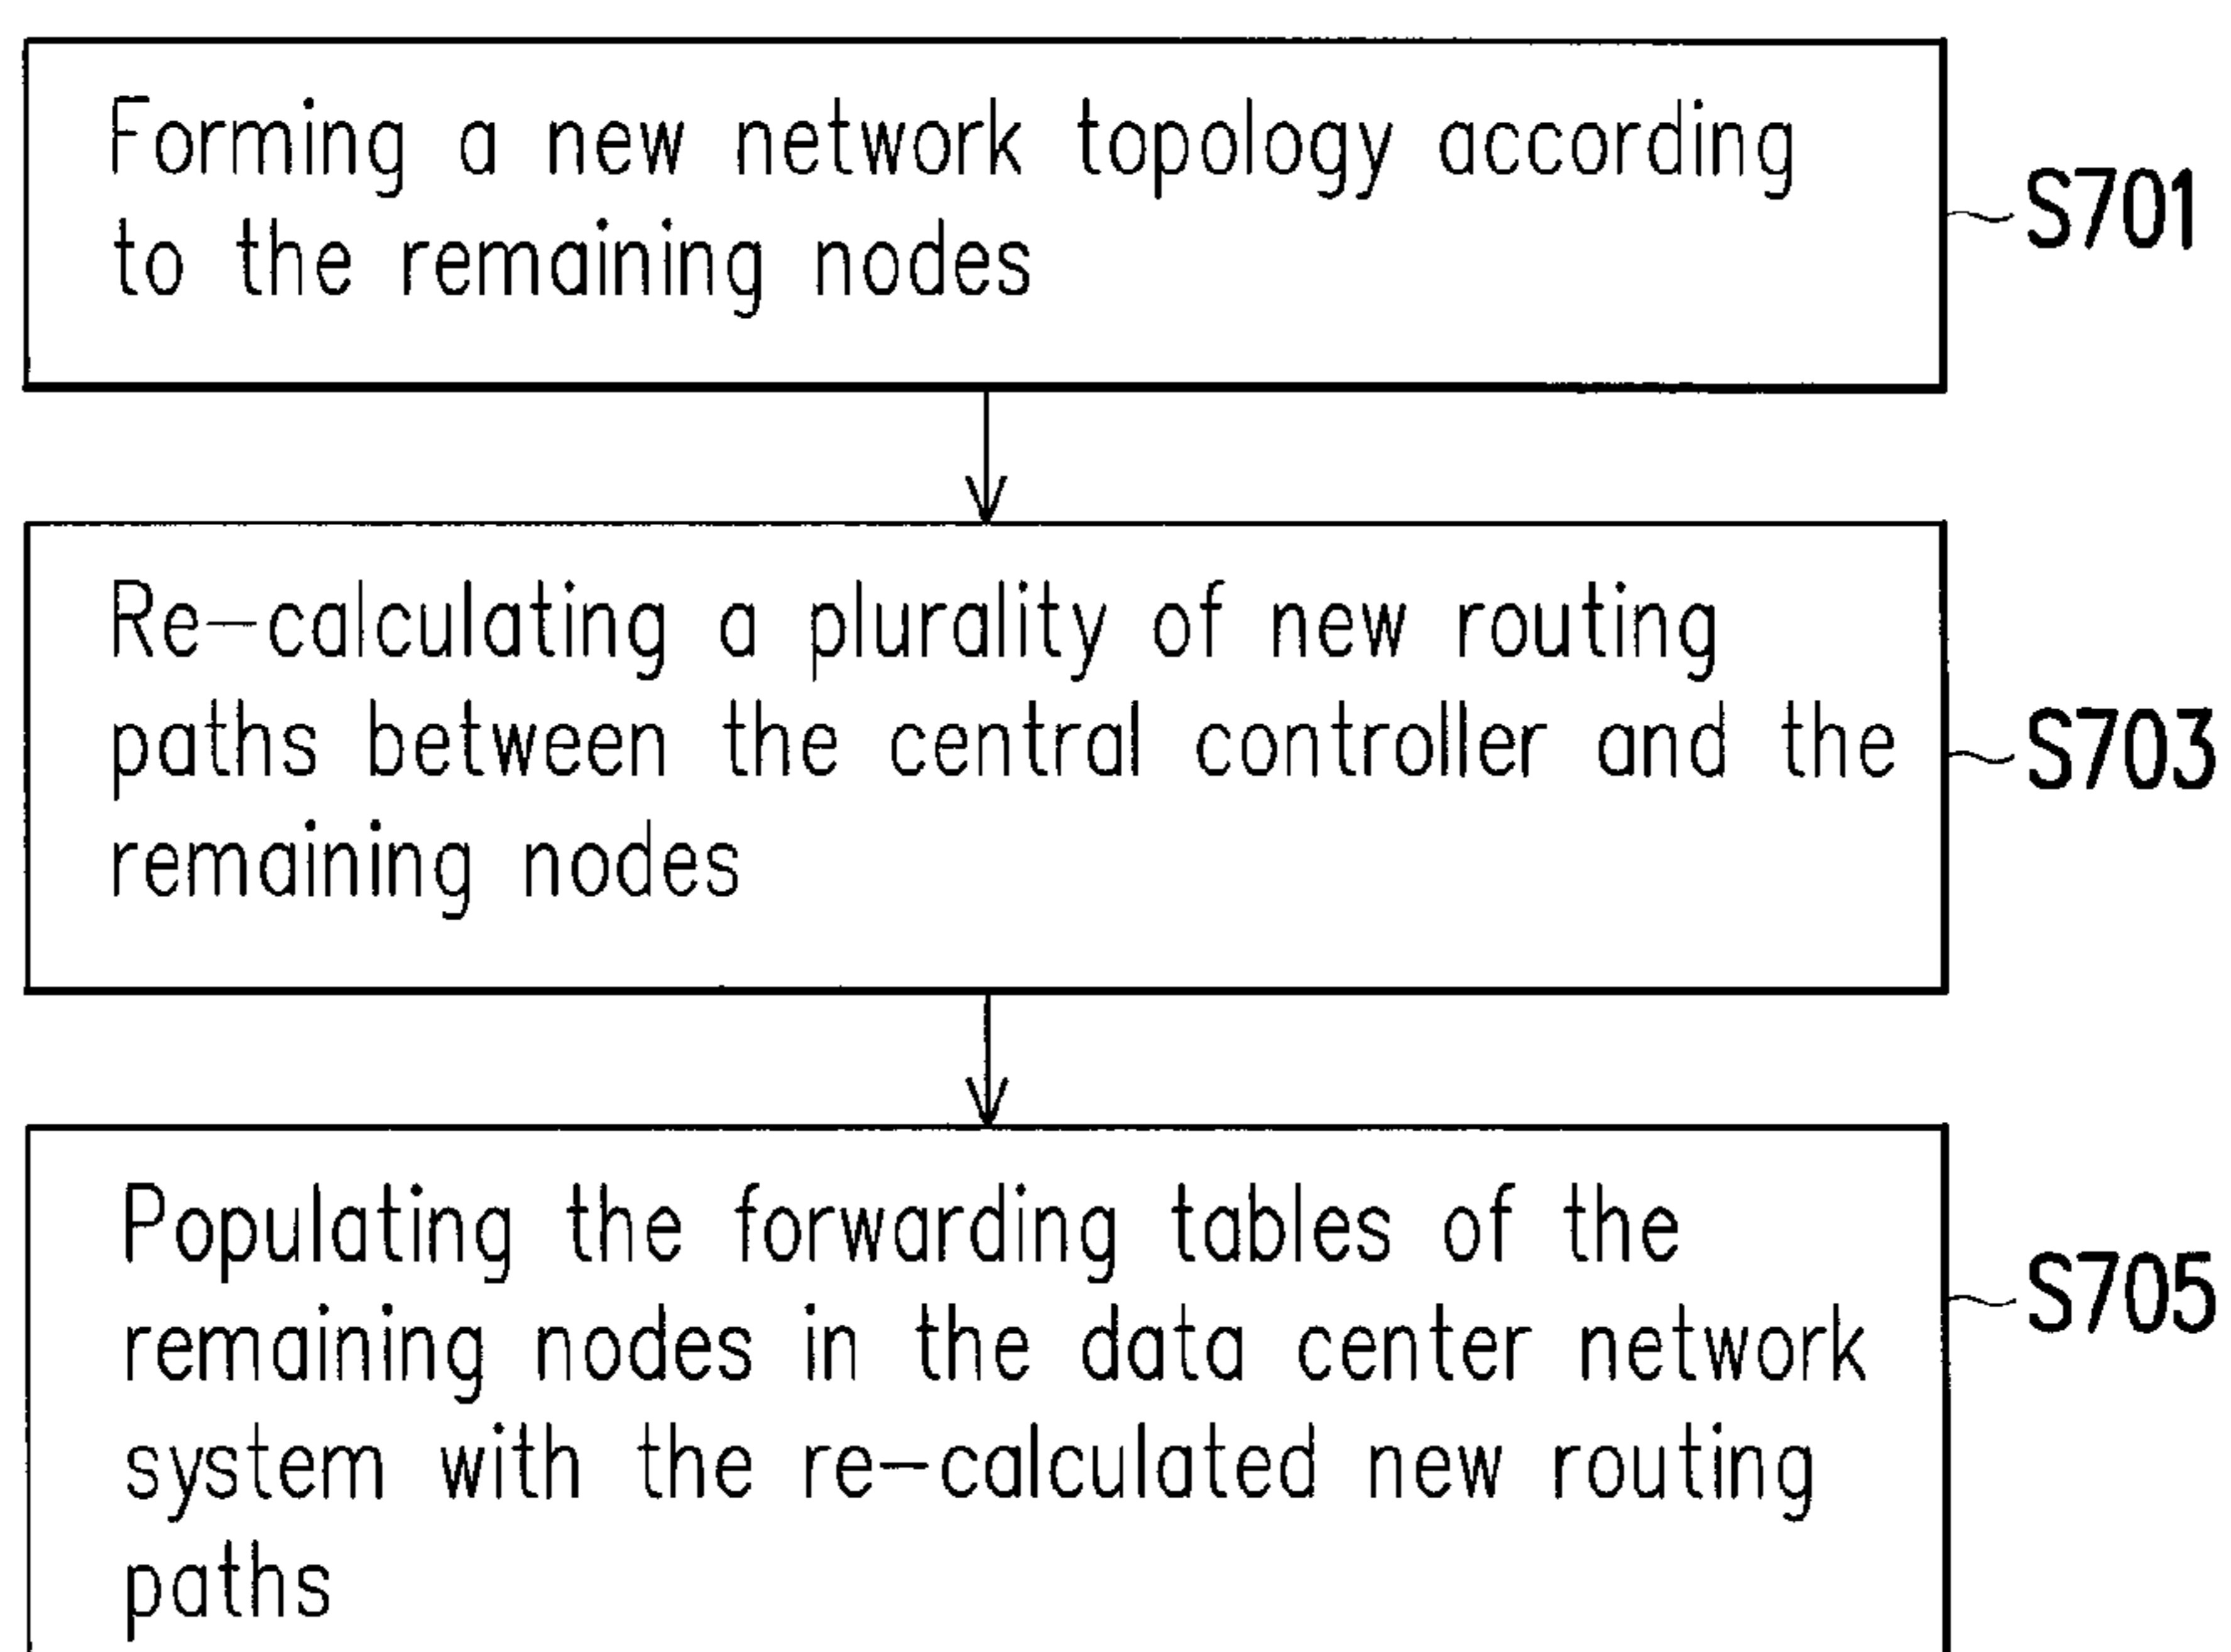 Forming a new network topology according
to the remaining nodes
S701
Re-calculating a plurality of new routing
paths between the central controller and the
remaining nodes
S703
Populating the forwarding tables of the
remaining nodes in the data center network
system with the re-calculated new routing
paths
S705